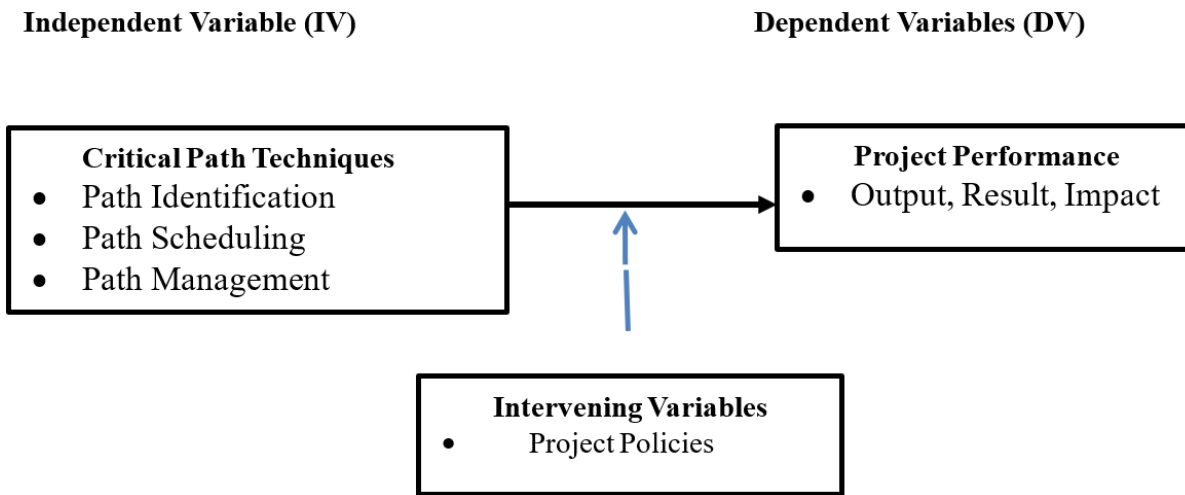 Independent Variable (IV)
Dependent Variables (DV)
Critical Path Techniques
• Path Identification
• Path Scheduling
• Path Management
Project Performance
• Output, Result, Impact
Intervening Variables
• Project Policies